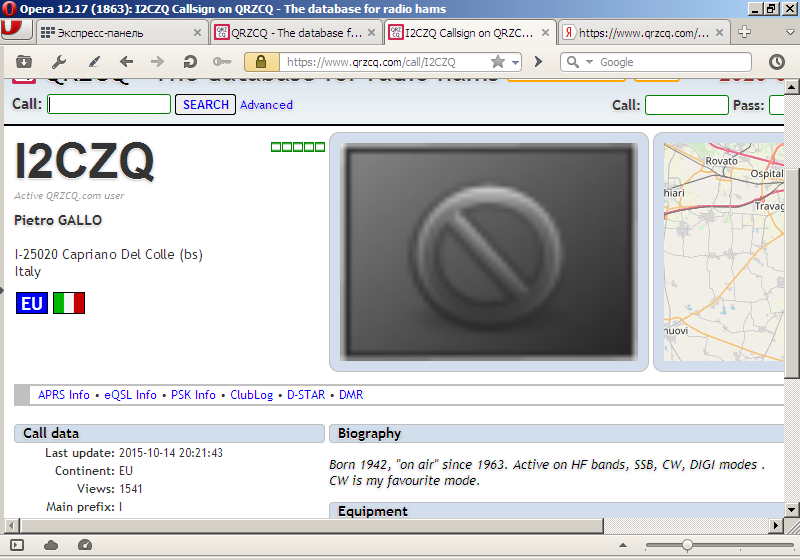 Opera 12.17 (1863): I2CZQ Callsign on QRZCQ - The database for radio hams
Экспресс-панель
QRZCQ - The database f...
I2CZQ Callsign on QRZC...
https://www.qrzcq.com/...
https://www.qrzcq.com/call/I2CZQ
Google
Call: SEARCH Advanced
Call: Pass:
I2CZQ
Active QRZCQ.com user
Pietro GALLO
I-25020 Capriano Del Colle (bs)
Italy
EU
Rovato
Ospital
hiari
Travag
nuovi
APRS Info • eQSL Info • PSK Info • ClubLog • D-STAR • DMR
Call data
Last update: 2015-10-14 20:21:43
Continent: EU
Views: 1541
Main prefix: I
Biography
Born 1942, "on air" since 1963. Active on HF bands, SSB, CW, DIGI modes .
CW is my favourite mode.
Equipment